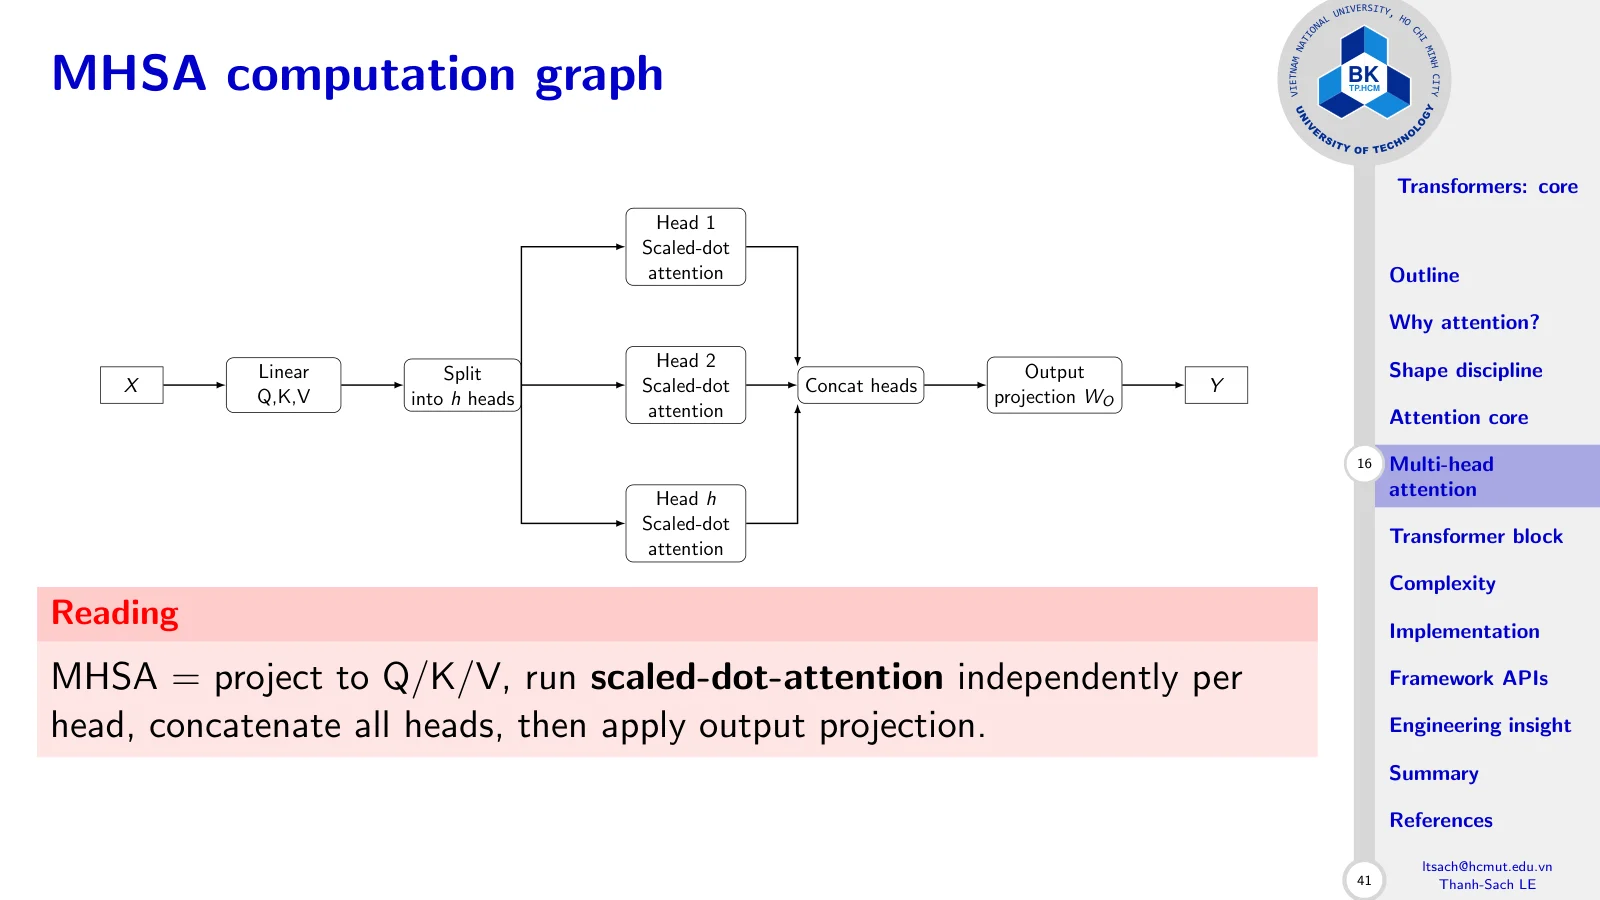 MHSA computation graph
X
Linear
Q,K,V
Split
into h heads
Head 1
Scaled-dot
attention
Head 2
Scaled-dot
attention
Head h
Scaled-dot
attention
Concat heads
Output
projection W_O
Y
Reading
MHSA = project to Q/K/V, run scaled-dot-attention independently per
head, concatenate all heads, then apply output projection.
VIETNAM NATIONAL UNIVERSITY, HO CHI MINH CITY
BK
TP.HCM
UNIVERSITY OF TECHNOLOGY
Transformers: core
Outline
Why attention?
Shape discipline
Attention core
16
Multi-head
attention
Transformer block
Complexity
Implementation
Framework APIs
Engineering insight
Summary
References
41
ltsach@hcmut.edu.vn
Thanh-Sach LE